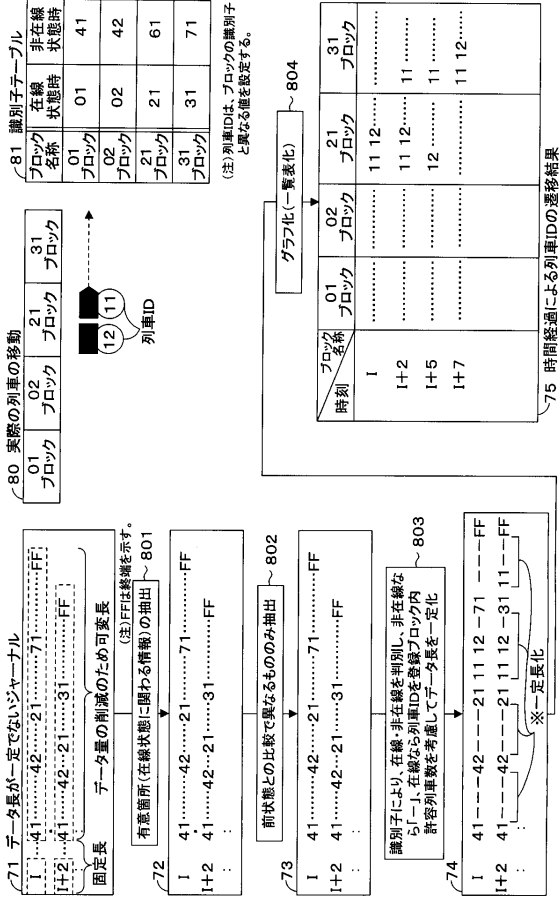 71 データ長が一定でないジャーナル
I 41………42………21………71………FF
I+2 41………42…21……31……FF
固定長
データ量の削減のため可変長
(注)FFは終端を示す。
有意箇所(在線状態に関わる情報)の抽出
801
72
I 41………42………21………71………FF
I+2 41………42…21……31……FF
:
:
前状態との比較で異なるもののみ抽出
802
73
I 41………42………21………71………FF
I+2 41………42…21……31……FF
:
:
識別子により、在線・非在線を判別し、非在線な
ら「−」、在線なら列車IDを登録ブロック内
許容列車数を考慮してデータ長を一定化
803
74
I 41−−−−42−−−−21 11 12 −71 −−−−FF
I+2 41−−−−42−−−−21 11 12 −31 11 −−−FF
:
:
※一定長化
80 実際の列車の移動
01
ブロック
02
ブロック
21
ブロック
31
ブロック
12
11
列車ID
81 識別子テーブル
ブロック
名称
在線
状態時
非在線
状態時
01
ブロック
01
41
02
ブロック
02
42
21
ブロック
21
61
31
ブロック
31
71
(注)列車IDは、ブロックの識別子
と異なる値を設定する。
グラフ化(一覧表化)
804
時刻
ブロック
名称
01
ブロック
02
ブロック
21
ブロック
31
ブロック
I ……… ……… 11 12…… ………
I+2 ……… ……… 11 12…… 11 ………
I+5 ……… ……… 12 ……… 11 ………
I+7 ……… ……… ……… 11 12……
75 時間経過による列車IDの遷移結果